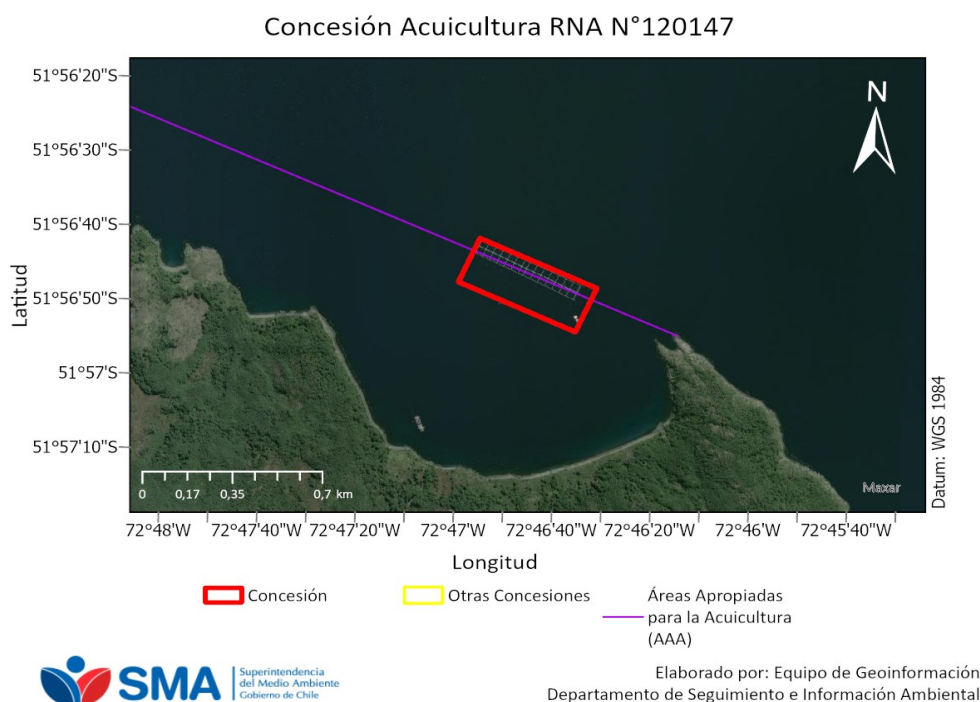 Concesión Acuicultura RNA N°120147
N
51°56'20"S
51°56'30"S
51°56'40"S
51°56'50"S
51°57'S
51°57'10"S
Latitud
Datum: WGS 1984
Maxar
0 0,17 0,35 0,7 km
72°48'W 72°47'40"W 72°47'20"W 72°47'W 72°46'40"W 72°46'20"W 72°46'W 72°45'40"W
Longitud
Concesión
Otras Concesiones
Áreas Apropiadas
para la Acuicultura
(AAA)
SMA
Superintendencia
del Medio Ambiente
Gobierno de Chile
Elaborado por: Equipo de Geoinformación
Departamento de Seguimiento e Información Ambiental